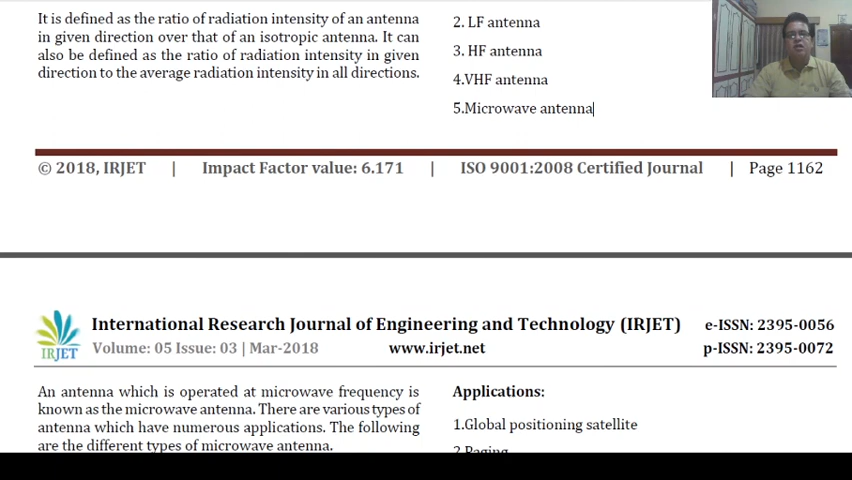 It is defined as the ratio of radiation intensity of an antenna
in given direction over that of an isotropic antenna. It can
also be defined as the ratio of radiation intensity in given
direction to the average radiation intensity in all directions.
2. LF antenna
3. HF antenna
4.VHF antenna
5.Microwave antenna
© 2018, IRJET | Impact Factor value: 6.171 | ISO 9001:2008 Certified Journal | Page 1162
IRJET
International Research Journal of Engineering and Technology (IRJET) e-ISSN: 2395-0056
Volume: 05 Issue: 03 | Mar-2018 www.irjet.net p-ISSN: 2395-0072
An antenna which is operated at microwave frequency is
known as the microwave antenna. There are various types of
antenna which have numerous applications. The following
are the different types of microwave antenna.
Applications:
1.Global positioning satellite
2.Paging